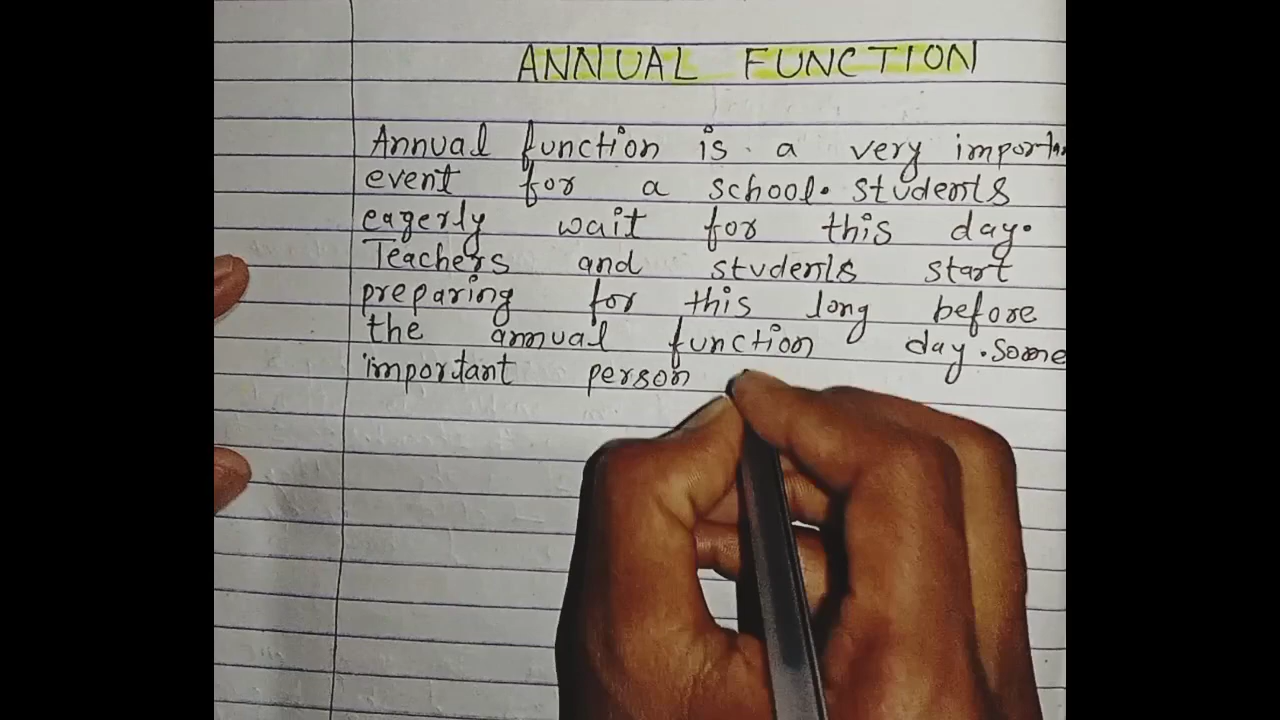 ANNUAL FUNCTION
Annual function is a very importan
event for a school. students
eagerly wait for this day.
Teachers and students start
preparing for this long before
the annual function day. Some
important person